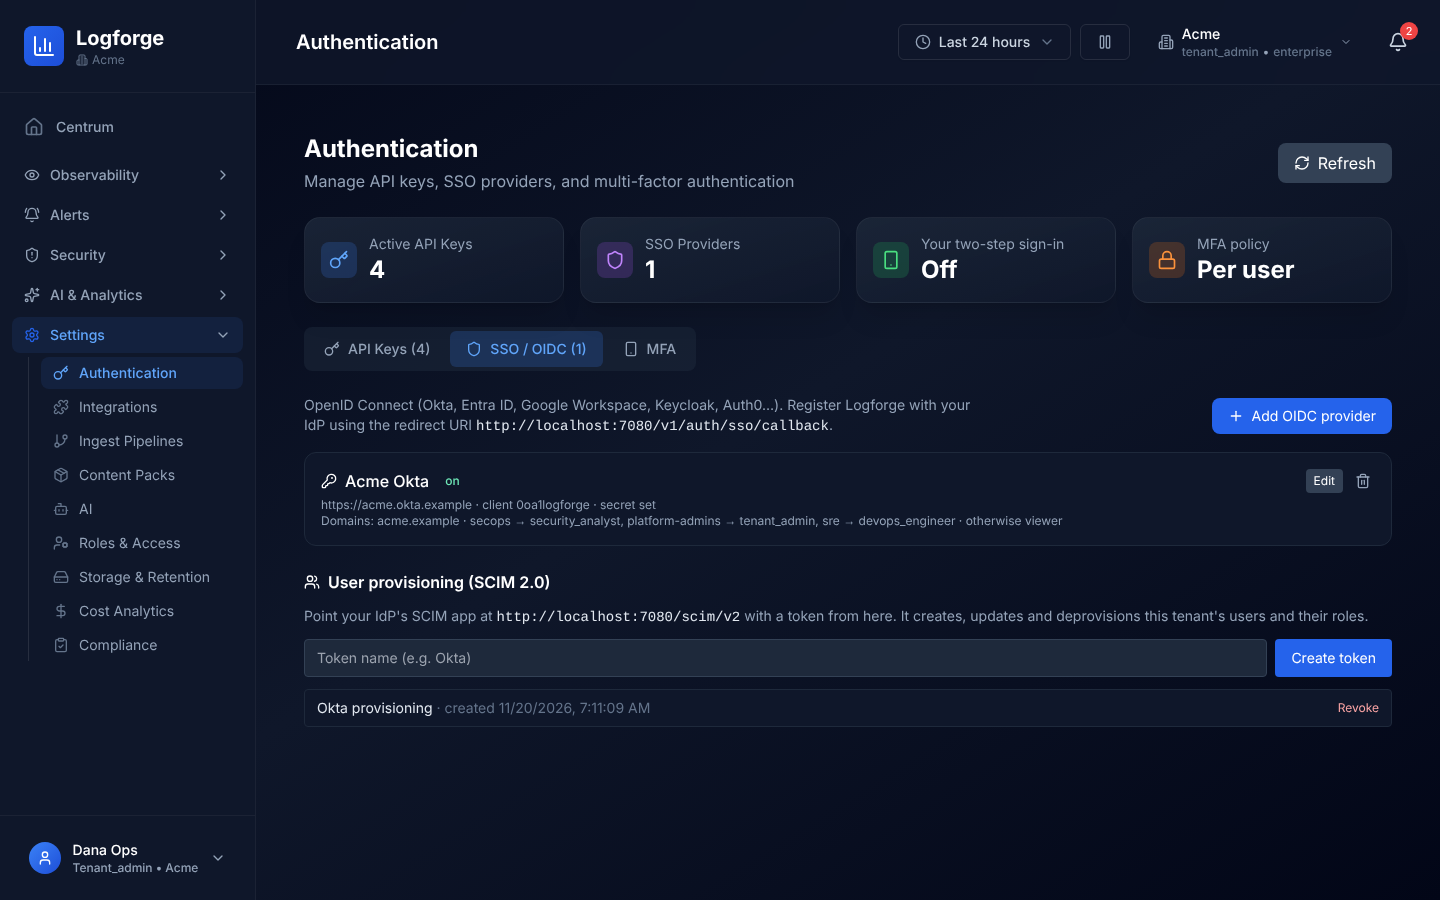 Logforge
Acme
Centrum
Observability
Alerts
Security
AI & Analytics
Settings
Authentication
Integrations
Ingest Pipelines
Content Packs
AI
Roles & Access
Storage & Retention
Cost Analytics
Compliance
Dana Ops
Tenant_admin • Acme
Authentication
Last 24 hours
Acme
tenant_admin • enterprise
2
Authentication
Manage API keys, SSO providers, and multi-factor authentication
Refresh
Active API Keys
4
SSO Providers
1
Your two-step sign-in
Off
MFA policy
Per user
API Keys (4)
SSO / OIDC (1)
MFA
OpenID Connect (Okta, Entra ID, Google Workspace, Keycloak, Auth0...). Register Logforge with your
IdP using the redirect URI http://localhost:7080/v1/auth/sso/callback.
Add OIDC provider
Acme Okta on
Edit
https://acme.okta.example · client 0oa1logforge · secret set
Domains: acme.example · secops → security_analyst, platform-admins → tenant_admin, sre → devops_engineer · otherwise viewer
User provisioning (SCIM 2.0)
Point your IdP's SCIM app at http://localhost:7080/scim/v2 with a token from here. It creates, updates and deprovisions this tenant's users and their roles.
Token name (e.g. Okta)
Create token
Okta provisioning · created 11/20/2026, 7:11:09 AM
Revoke